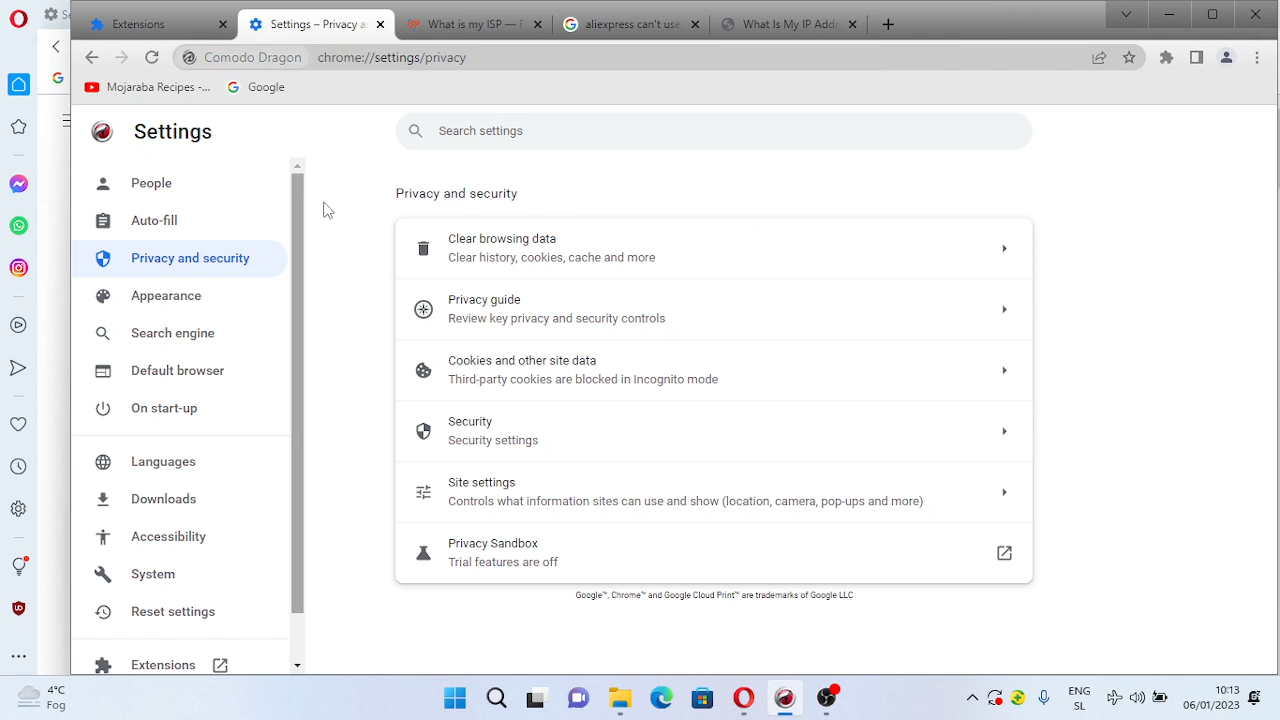 Se
Extensions
Settings – Privacy a
What is my ISP — F
aliexpress can't use
What Is My IP Addr
Comodo Dragon
chrome://settings/privacy
Mojaraba Recipes -...
Google
Settings
Search settings
People
Auto-fill
Privacy and security
Appearance
Search engine
Default browser
On start-up
Languages
Downloads
Accessibility
System
Reset settings
Extensions
Privacy and security
Clear browsing data
Clear history, cookies, cache and more
Privacy guide
Review key privacy and security controls
Cookies and other site data
Third-party cookies are blocked in Incognito mode
Security
Security settings
Site settings
Controls what information sites can use and show (location, camera, pop-ups and more)
Privacy Sandbox
Trial features are off
Google™, Chrome™ and Google Cloud Print™ are trademarks of Google LLC
4°C
Fog
ENG
SL
10:13
06/01/2023